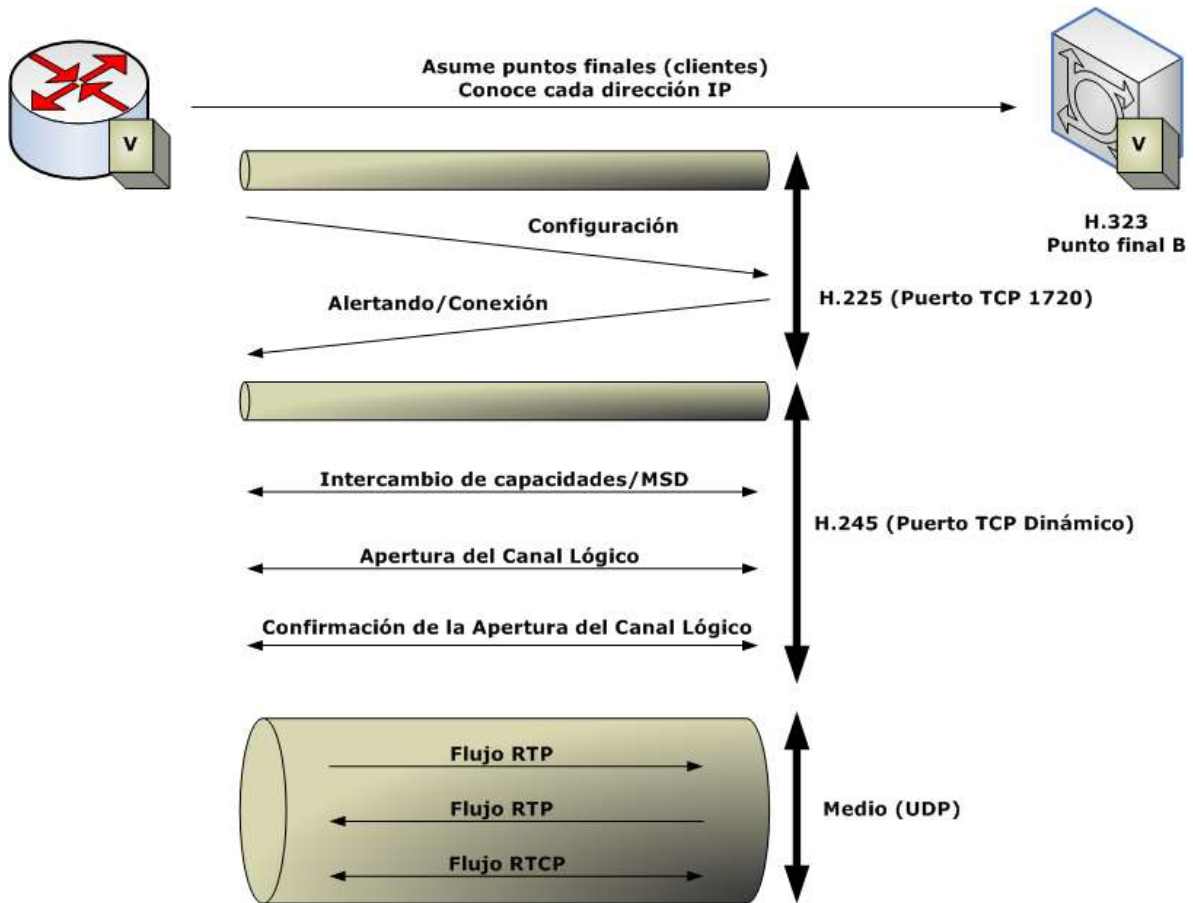 Asume puntos finales (clientes)
Conoce cada dirección IP
V
V
H.323
Punto final B
Configuración
Alertando/Conexión
H.225 (Puerto TCP 1720)
Intercambio de capacidades/MSD
H.245 (Puerto TCP Dinámico)
Apertura del Canal Lógico
Confirmación de la Apertura del Canal Lógico
Flujo RTP
Flujo RTP
Medio (UDP)
Flujo RTCP